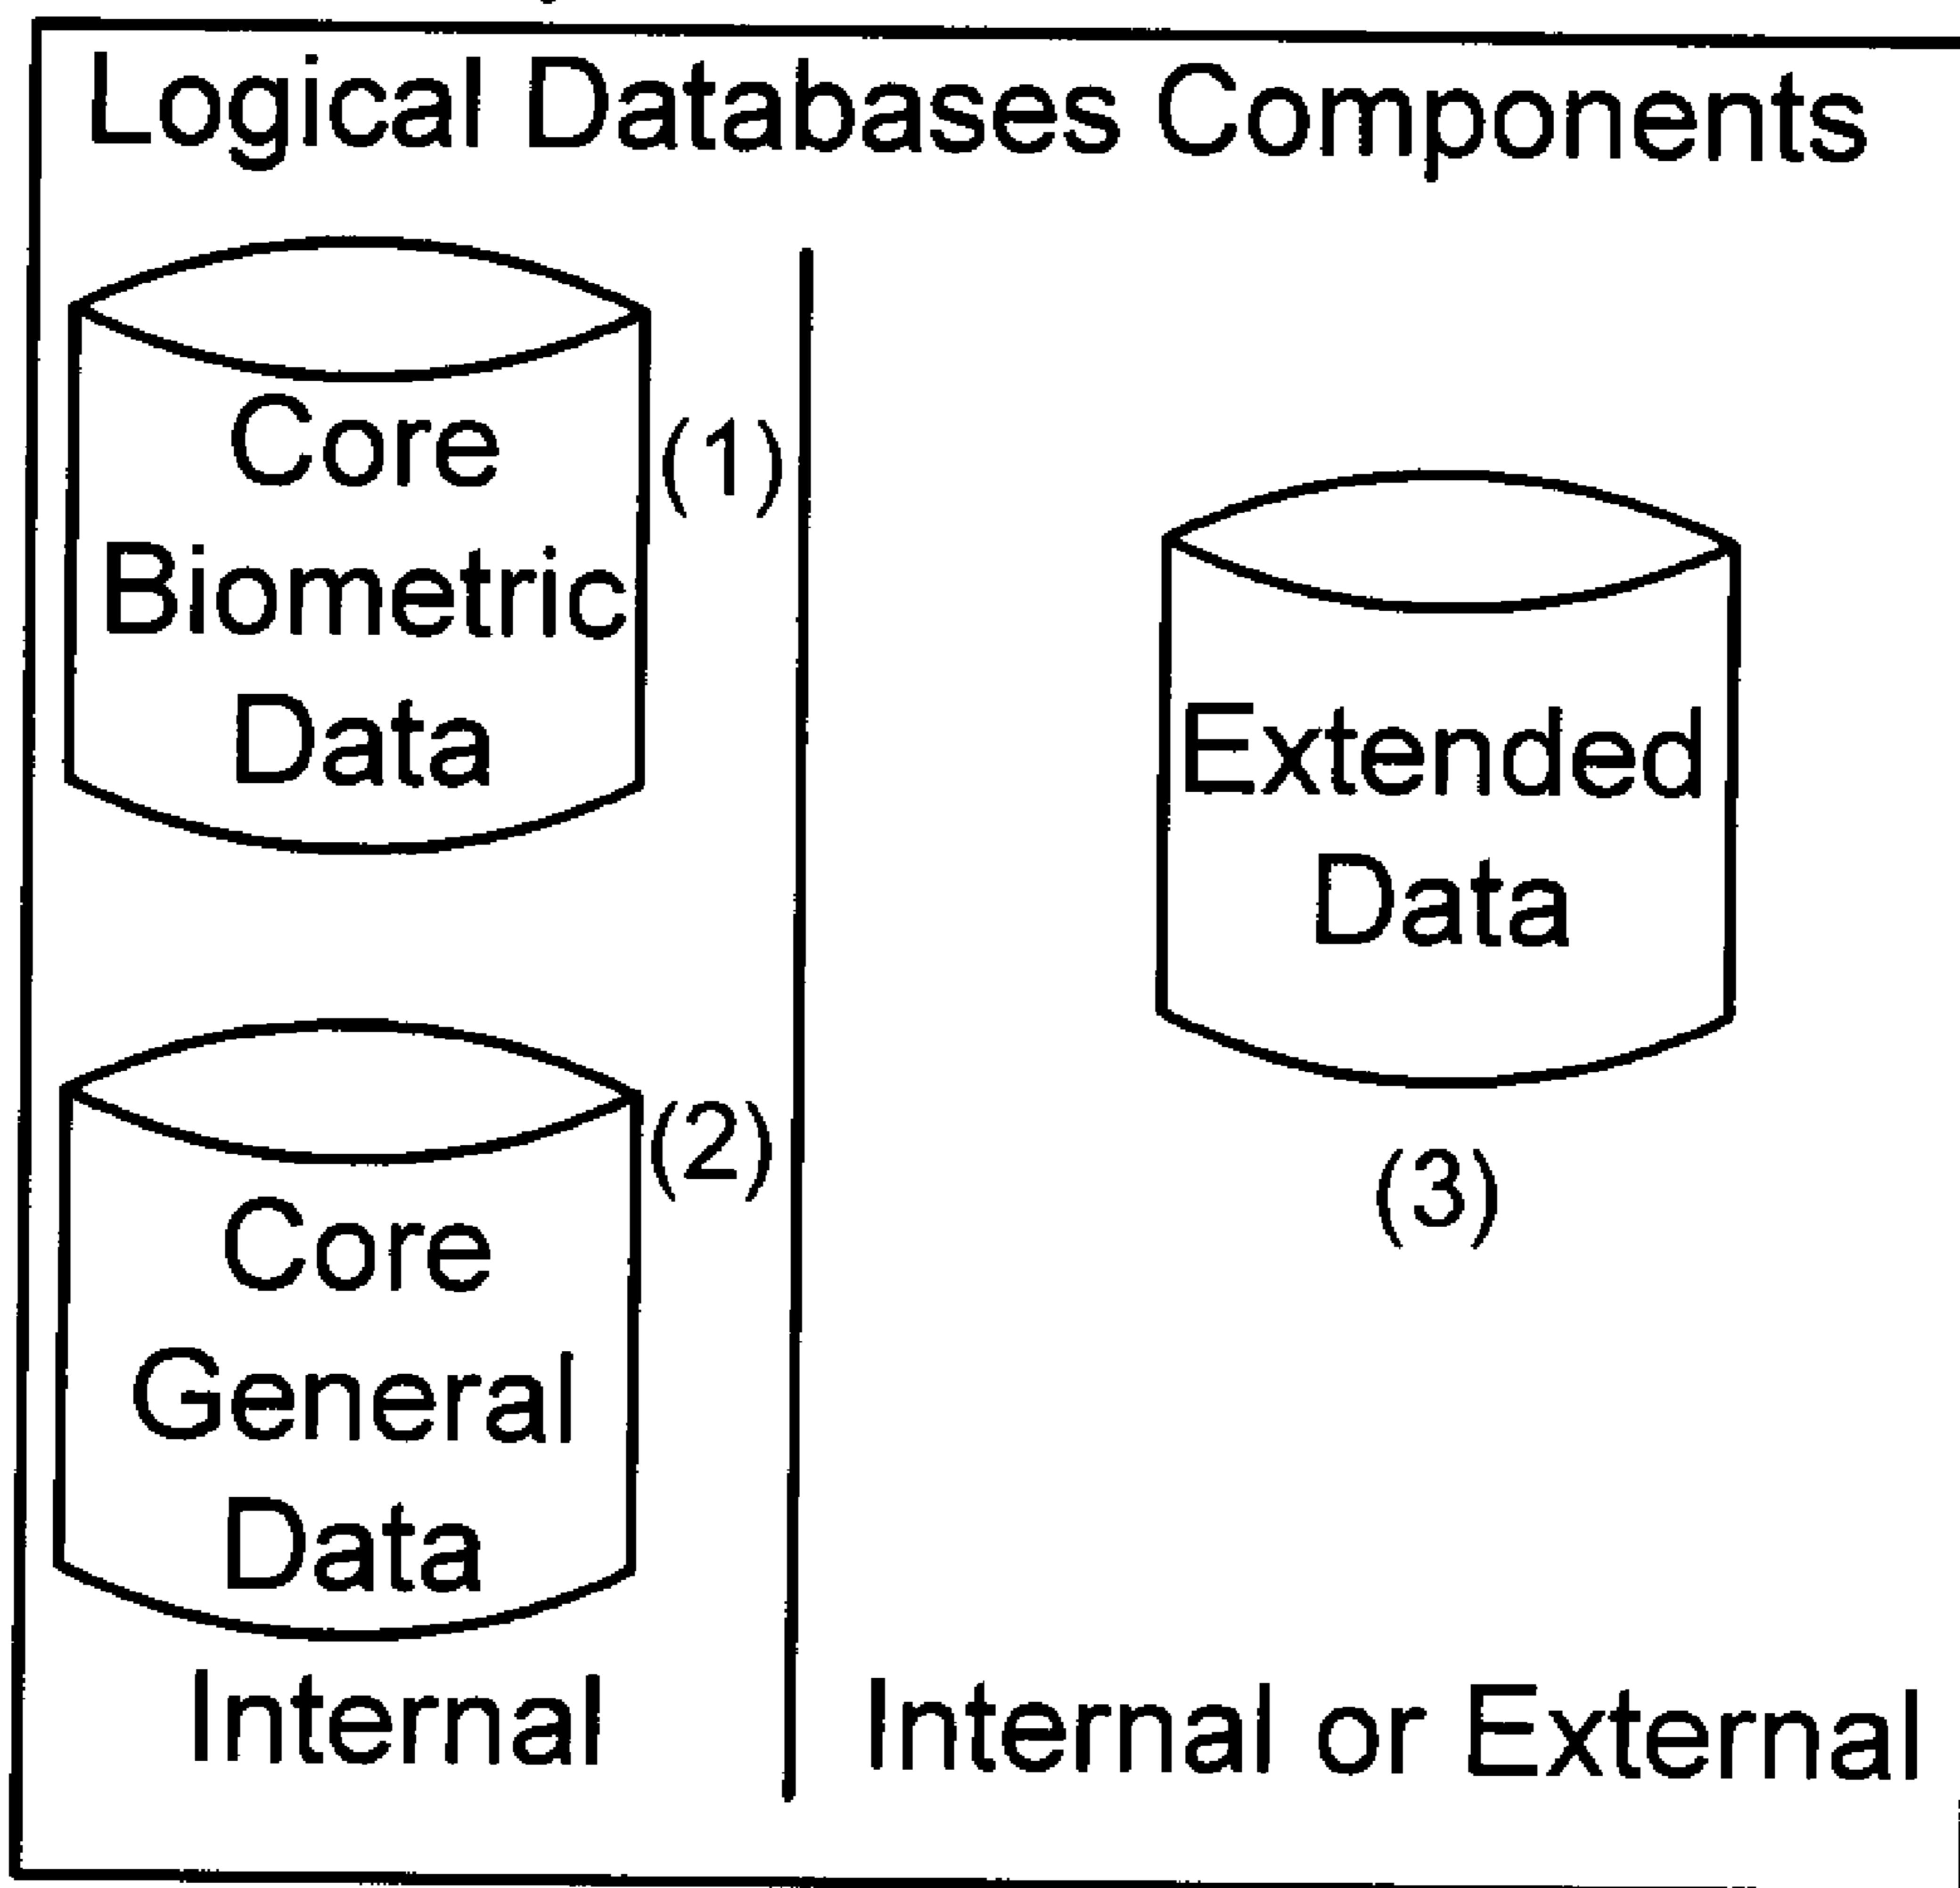 Logical Databases Components
Core
Biometric
Data
(1)
Core
General
Data
(2)
Internal
Extended
Data
(3)
Internal or External